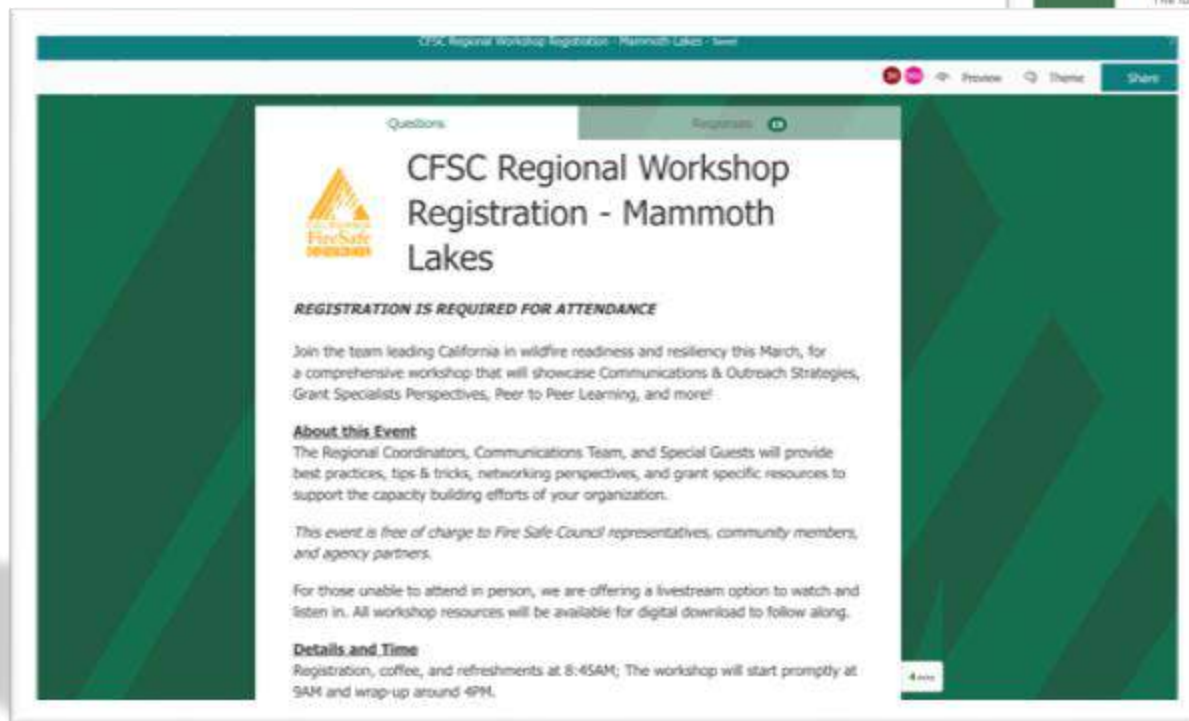 CFSC Regional Workshop Registration - Mammoth Lakes - Saved
Preview Theme Share
Questions Responses
CFSC Regional Workshop
Registration - Mammoth
Lakes
FireSafe
REGISTRATION IS REQUIRED FOR ATTENDANCE
Join the team leading California in wildfire readiness and resiliency this March, for
a comprehensive workshop that will showcase Communications & Outreach Strategies,
Grant Specialists Perspectives, Peer to Peer Learning, and more!
About this Event
The Regional Coordinators, Communications Team, and Special Guests will provide
best practices, tips & tricks, networking perspectives, and grant specific resources to
support the capacity building efforts of your organization.
This event is free of charge to Fire Safe Council representatives, community members,
and agency partners.
For those unable to attend in person, we are offering a livestream option to watch and
listen in. All workshop resources will be available for digital download to follow along.
Details and Time
Registration, coffee, and refreshments at 8:45AM; The workshop will start promptly at
9AM and wrap-up around 4PM.